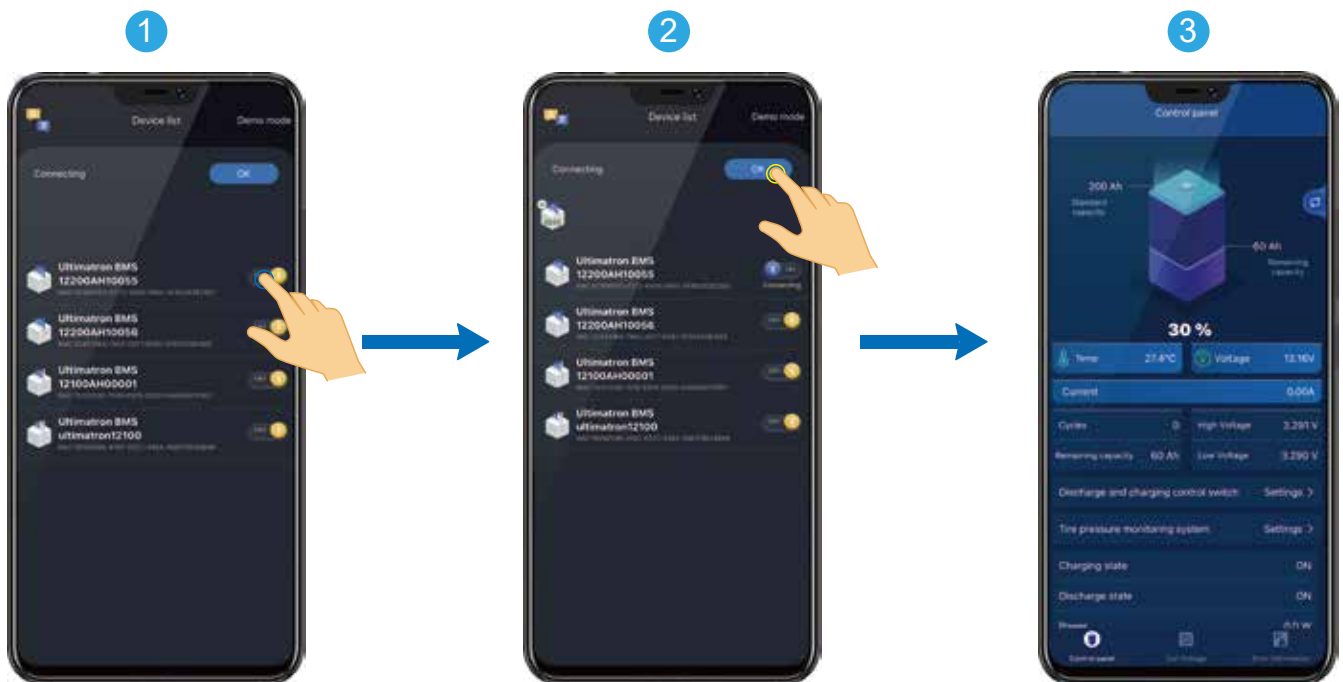 1
2
3
Device list
Demo mode
Connecting
OK
Ultimatron BMS
12200AH10055
Ultimatron BMS
12200AH10056
Ultimatron BMS
12100AH00001
Ultimatron BMS
ultimatron12100
Device list
Demo mode
Connecting
OK
Ultimatron BMS
12200AH10055
Connecting
Ultimatron BMS
12200AH10056
Ultimatron BMS
12100AH00001
Ultimatron BMS
ultimatron12100
Control panel
200 Ah
Standard
capacity
60 Ah
Remaining
capacity
30 %
Temp 27.6°C Voltage 13.16V
Current 0.00A
Cycles 0 High Voltage 3.291 V
Remaining capacity 60 Ah Low Voltage 3.290 V
Discharge and charging control switch Settings >
Tire pressure monitoring system Settings >
Charging state ON
Discharge state ON
0.0 W
Control panel